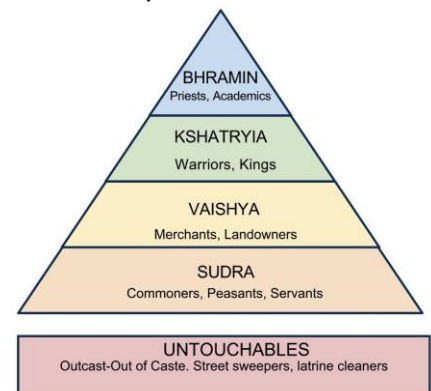 BHRAMIN
Priests, Academics
KSHATRYIA
Warriors, Kings
VAISHYA
Merchants, Landowners
SUDRA
Commoners, Peasants, Servants
UNTOUCHABLES
Outcast-Out of Caste. Street sweepers, latrine cleaners